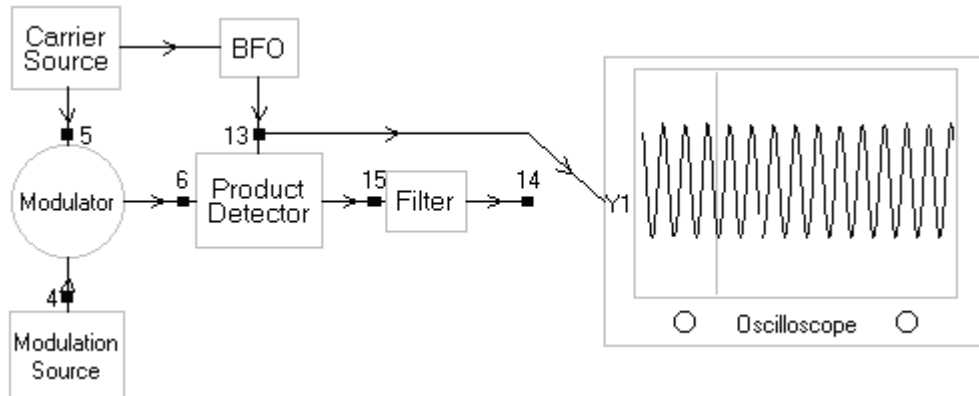 Carrier
Source
BFO
5
13
Modulator
6
Product
Detector
15
Filter
14
Y1
4
Modulation
Source
Oscilloscope